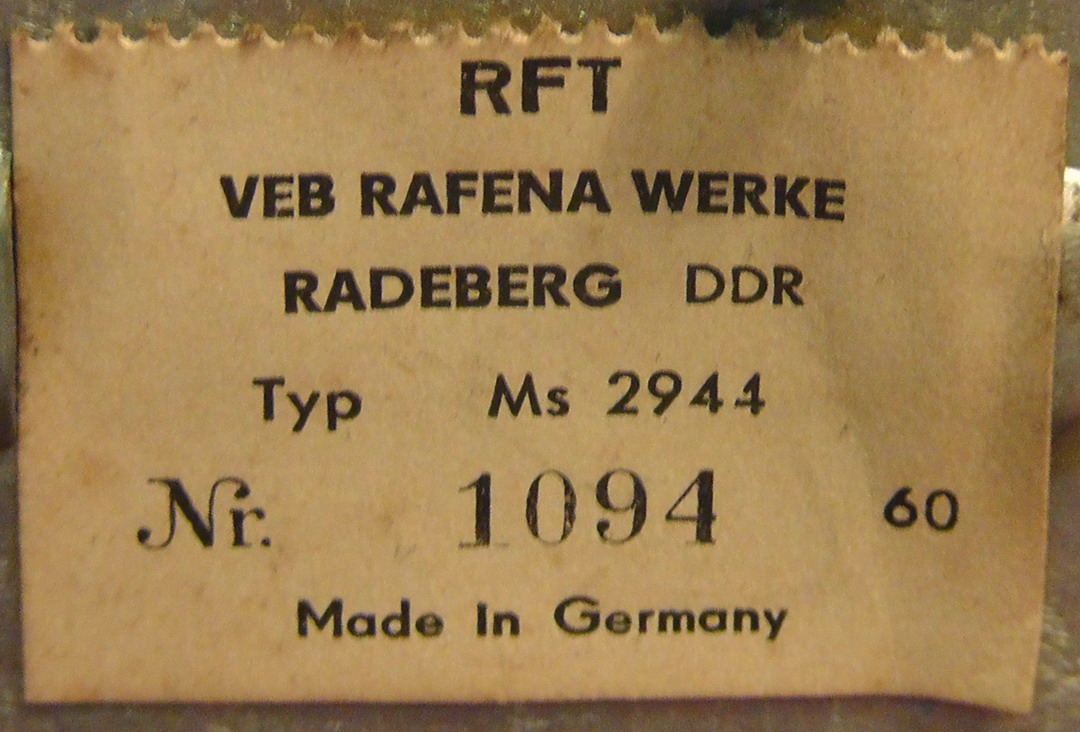 RFT
VEB RAFENA WERKE
RADEBERG DDR
Typ Ms 2944
Nr. 1094 60
Made In Germany